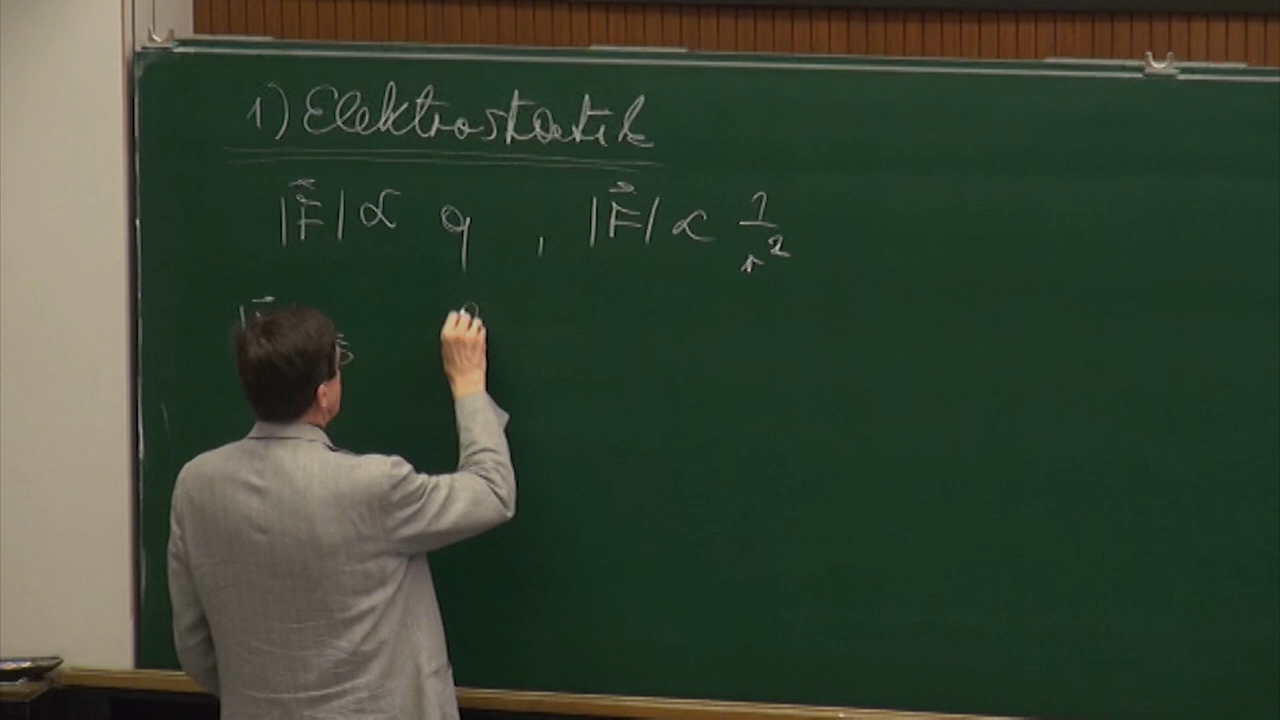 1) Elektrostatik
|F⃗| ∝ q , |F⃗| ∝ 1/r²